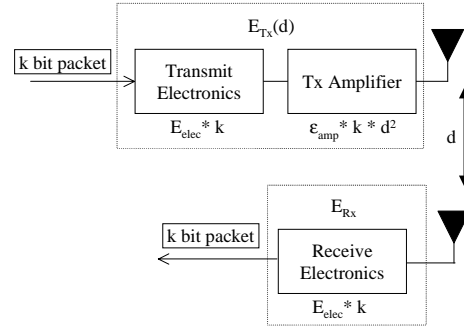 E_Tx(d)
k bit packet
Transmit
Electronics
Tx Amplifier
E_elec* k
ε_amp* k * d²
d
E_Rx
k bit packet
Receive
Electronics
E_elec* k